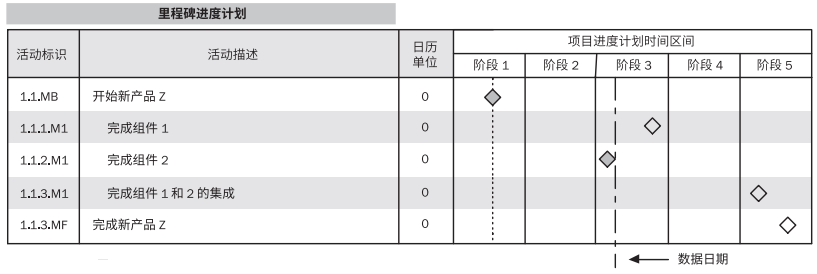 里程碑进度计划
活动标识 活动描述 日历单位 项目进度计划时间区间
阶段 1 阶段 2 阶段 3 阶段 4 阶段 5
1.1.MB 开始新产品 Z 0
1.1.1.M1 完成组件 1 0
1.1.2.M1 完成组件 2 0
1.1.3.M1 完成组件 1 和 2 的集成 0
1.1.3.MF 完成新产品 Z 0
数据日期